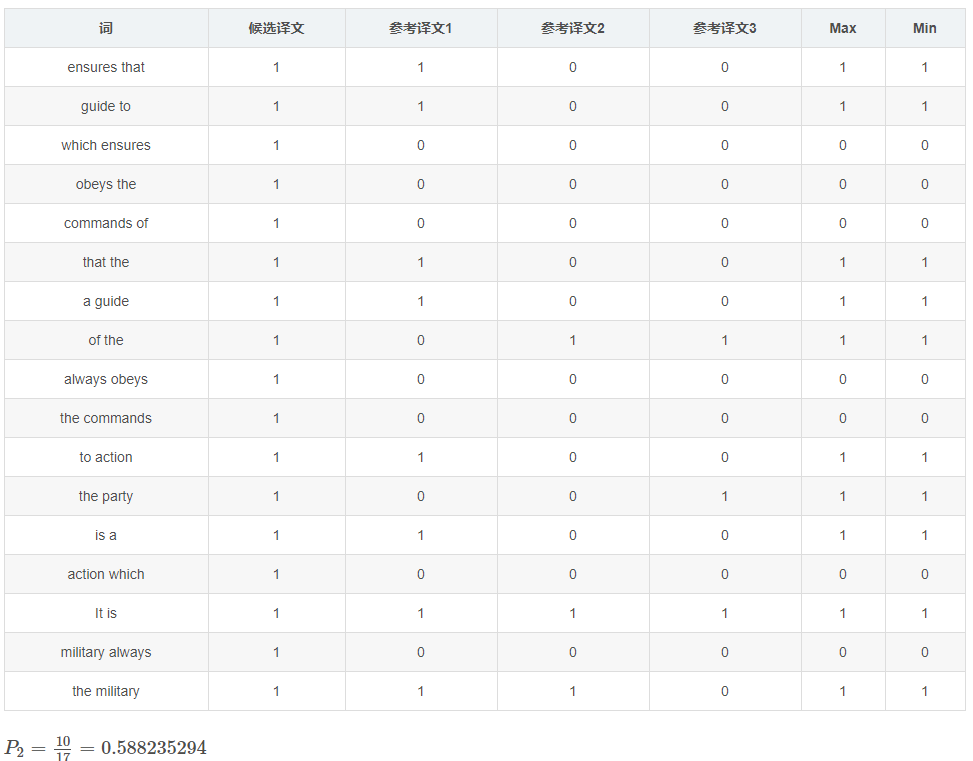 词 候选译文 参考译文1 参考译文2 参考译文3 Max Min
ensures that 1 1 0 0 1 1
guide to 1 1 0 0 1 1
which ensures 1 0 0 0 0 0
obeys the 1 0 0 0 0 0
commands of 1 0 0 0 0 0
that the 1 1 0 0 1 1
a guide 1 1 0 0 1 1
of the 1 0 1 1 1 1
always obeys 1 0 0 0 0 0
the commands 1 0 0 0 0 0
to action 1 1 0 0 1 1
the party 1 0 0 1 1 1
is a 1 1 0 0 1 1
action which 1 0 0 0 0 0
It is 1 1 1 1 1 1
military always 1 0 0 0 0 0
the military 1 1 1 0 1 1
P₂ = 10/17 = 0.588235294